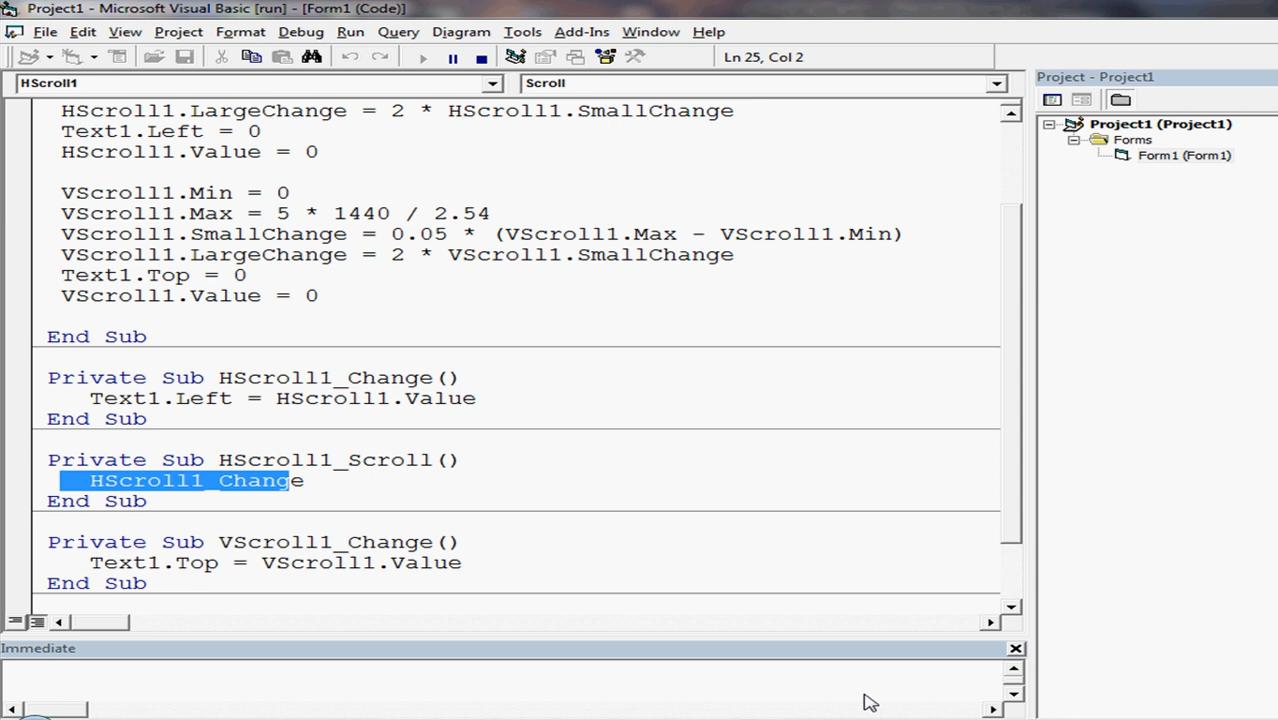 Project1 - Microsoft Visual Basic [run] - [Form1 (Code)]
File Edit View Project Format Debug Run Query Diagram Tools Add-Ins Window Help
Ln 25, Col 2
HScroll1 Scroll
HScroll1.LargeChange = 2 * HScroll1.SmallChange
Text1.Left = 0
HScroll1.Value = 0
VScroll1.Min = 0
VScroll1.Max = 5 * 1440 / 2.54
VScroll1.SmallChange = 0.05 * (VScroll1.Max - VScroll1.Min)
VScroll1.LargeChange = 2 * VScroll1.SmallChange
Text1.Top = 0
VScroll1.Value = 0
End Sub
Private Sub HScroll1_Change()
Text1.Left = HScroll1.Value
End Sub
Private Sub HScroll1_Scroll()
HScroll1_Change
End Sub
Private Sub VScroll1_Change()
Text1.Top = VScroll1.Value
End Sub
Immediate
Project - Project1
Project1 (Project1)
Forms
Form1 (Form1)